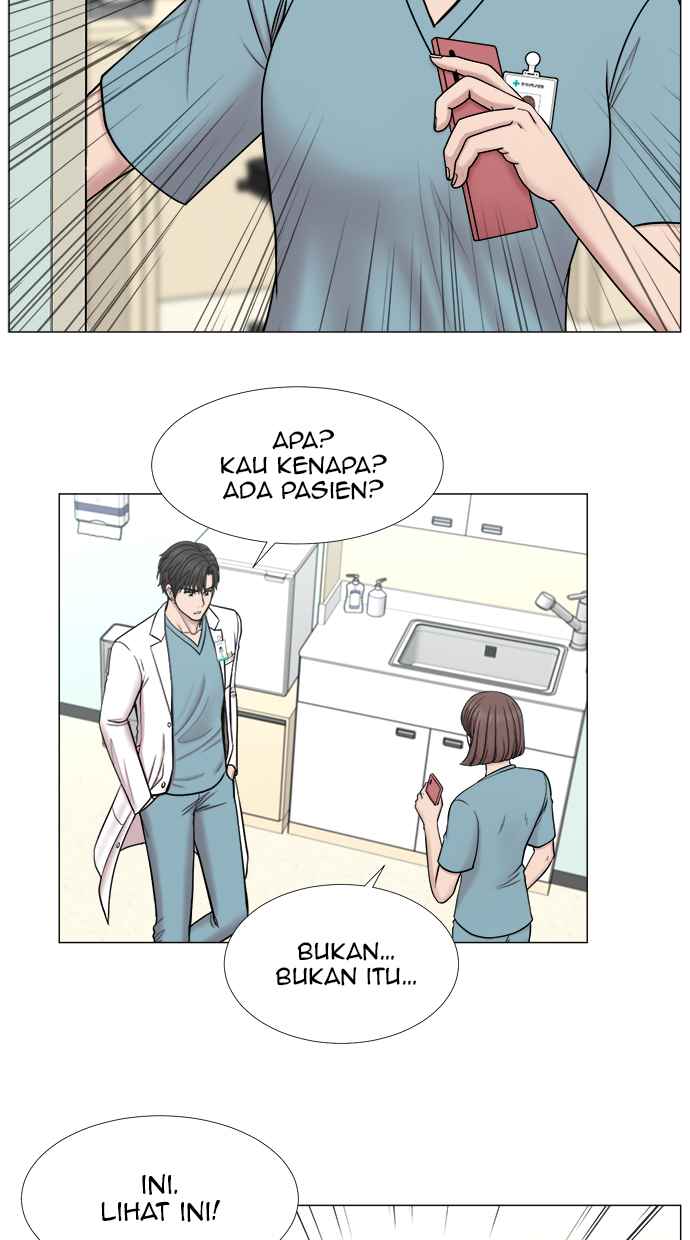 APA?
KAU KENAPA?
ADA PASIEN?
BUKAN...
BUKAN ITU...
INI.
LIHAT INI!